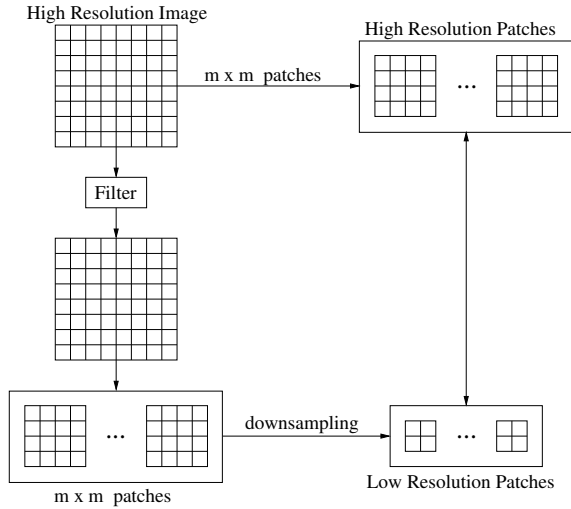 High Resolution Image
High Resolution Patches
m x m patches
...
Filter
...
downsampling
...
m x m patches
Low Resolution Patches